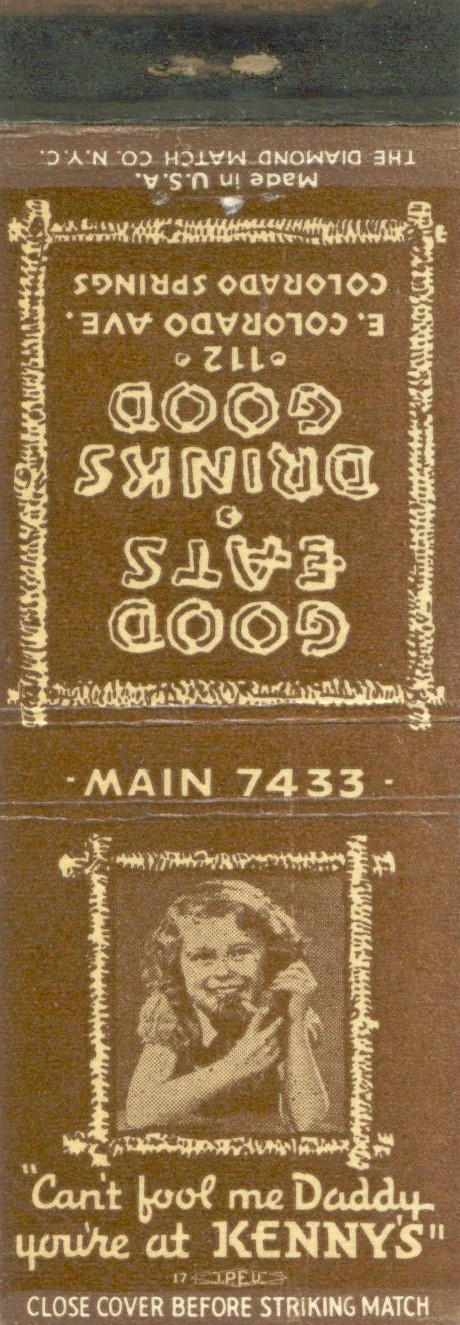 Made in U.S.A.
THE DIAMOND MATCH CO. N.Y.C.
GOOD
EATS
DRINKS
GOOD
112
E. COLORADO AVE.
COLORADO SPRINGS
- MAIN 7433 -
"Can't fool me Daddy
you're at KENNY'S"
17
CLOSE COVER BEFORE STRIKING MATCH